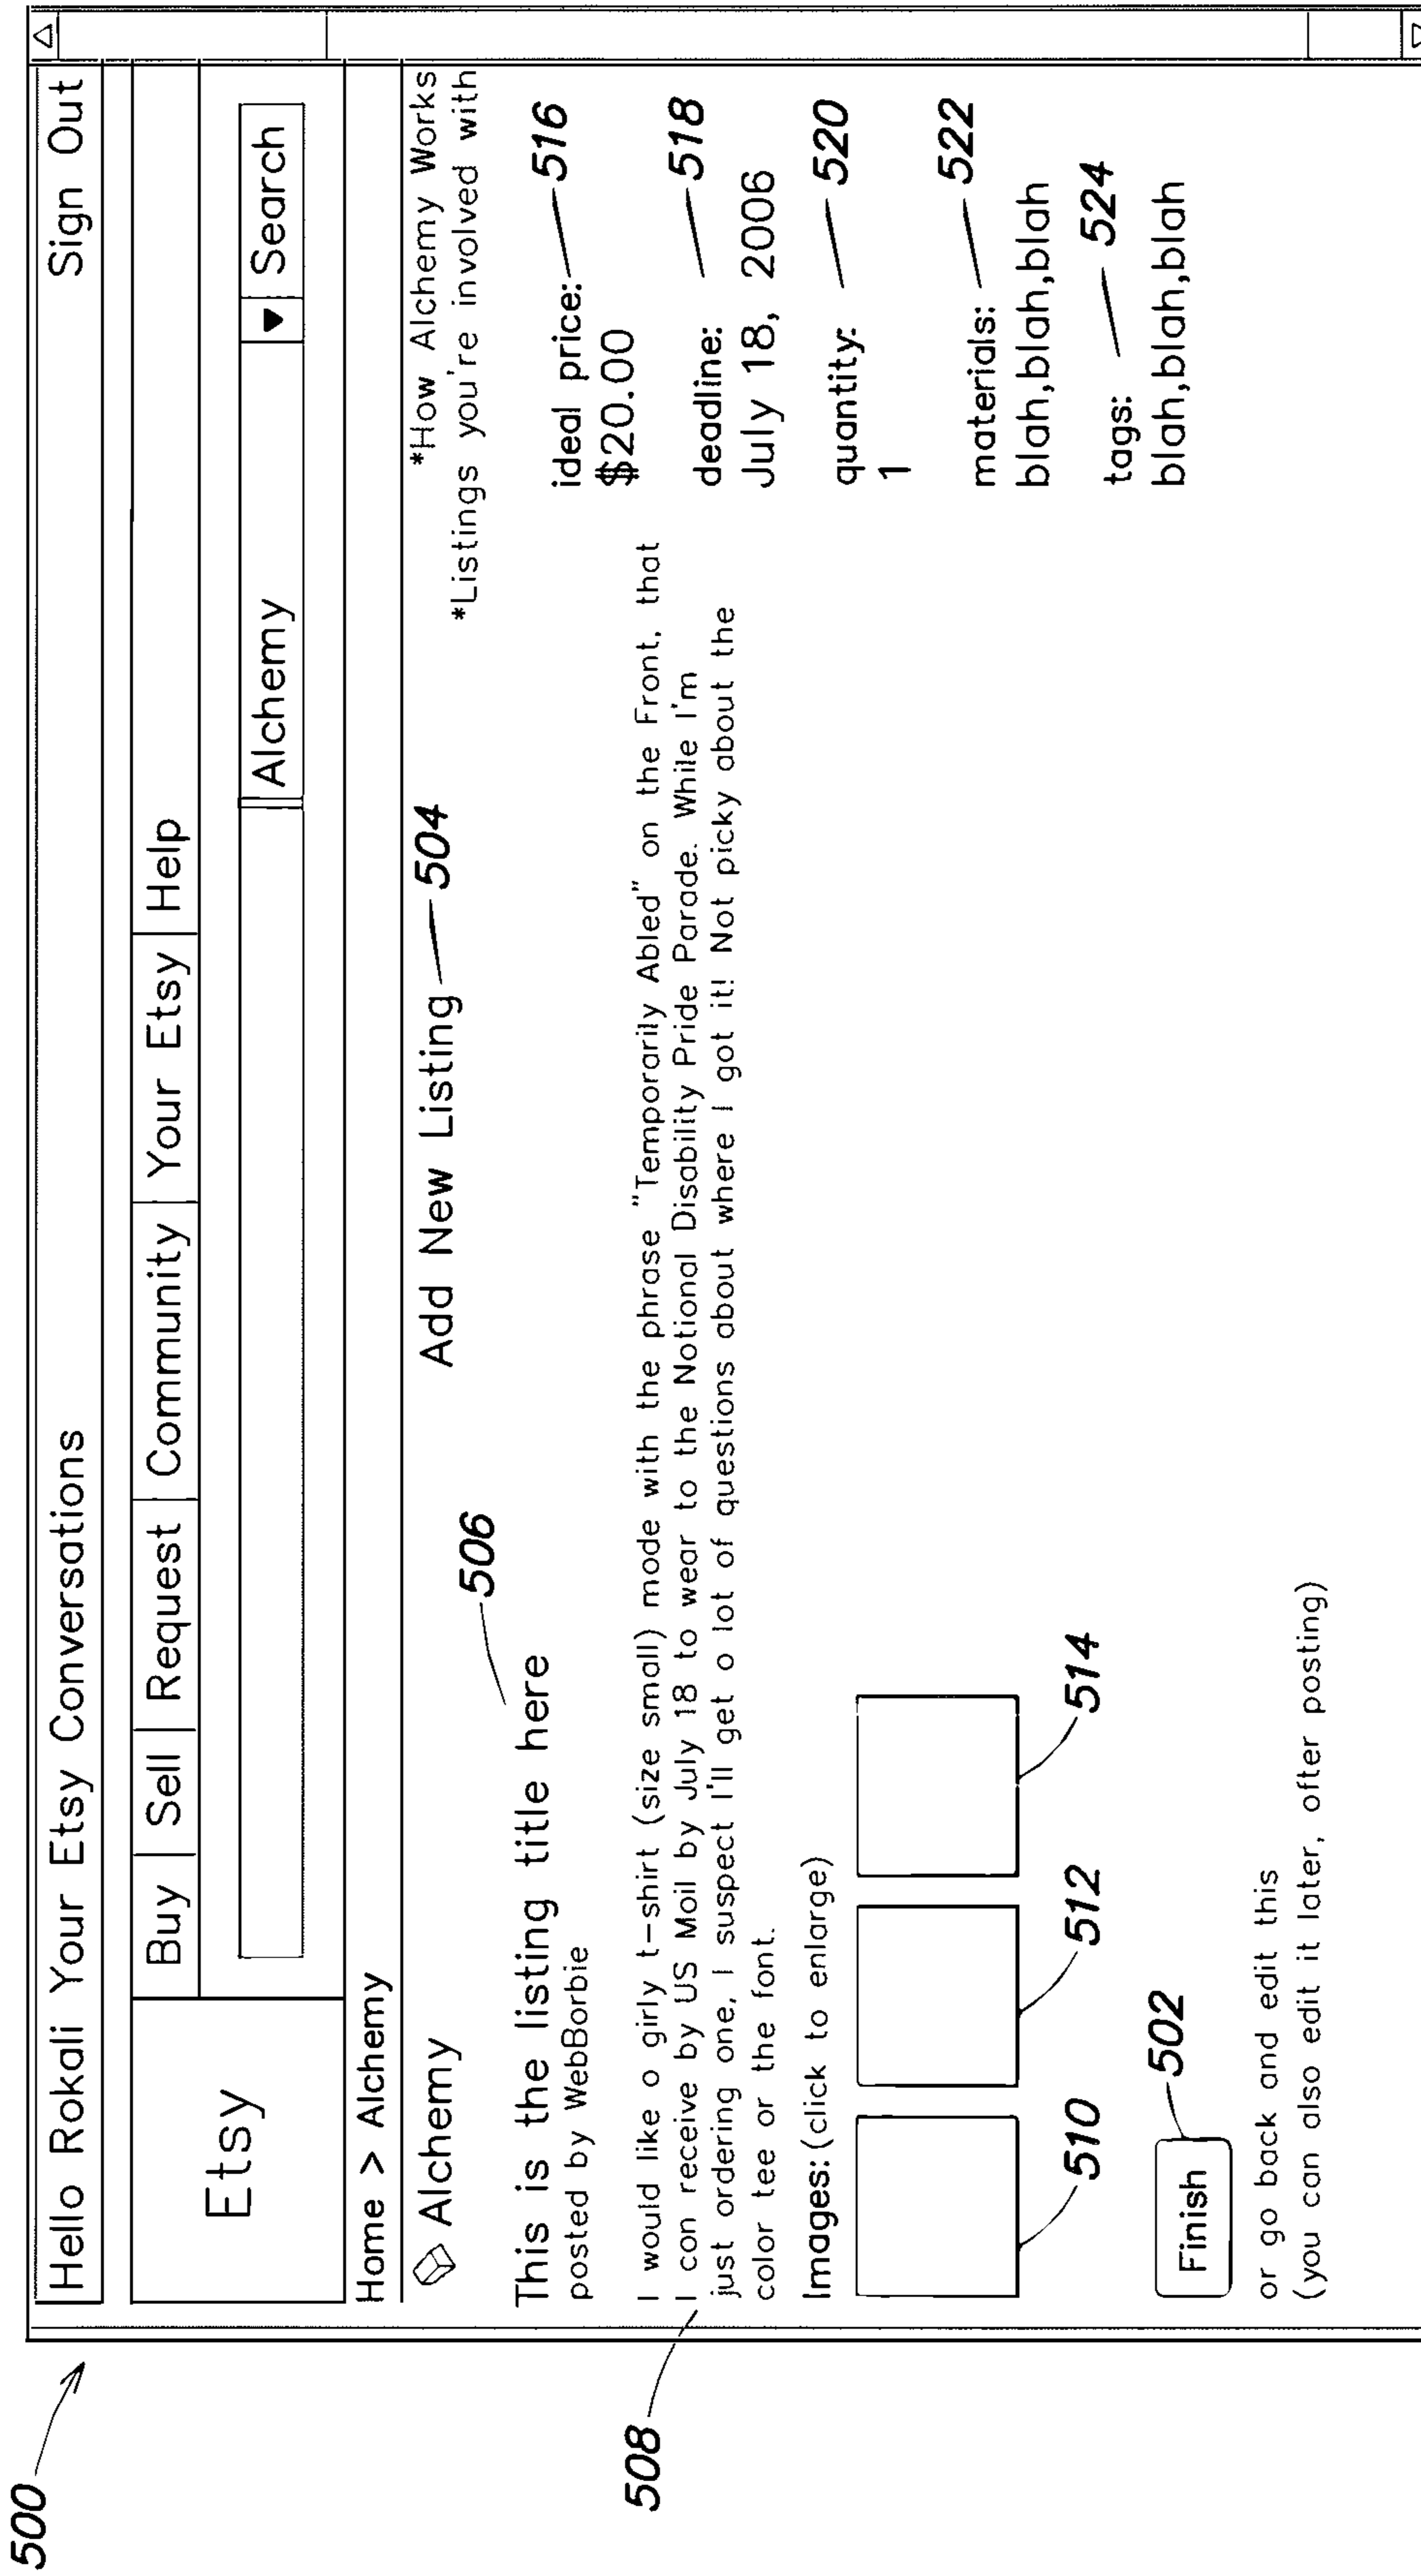 500
Hello Rokali Your Etsy Conversations Sign Out
Etsy
Buy | Sell | Request | Community | Your Etsy | Help
Alchemy ▼ Search
Home > Alchemy
Alchemy
Add New Listing 504
*How Alchemy Works
*Listings you're involved with
506
This is the listing title here
posted by WebBorbie
508
I would like o girly t-shirt (size small) mode with the phrase "Temporarily Abled" on the Front, that
I con receive by US Moil by July 18 to wear to the Notional Disability Pride Parade. While I'm
just ordering one, I suspect I'll get o lot of questions about where I got it! Not picky about the
color tee or the font.
Images: (click to enlarge)
510
512
514
Finish
502
or go back and edit this
(you can also edit it later, ofter posting)
ideal price: 516
$20.00
deadline: 518
July 18, 2006
quantity: 520
1
materials: 522
blah,blah,blah
tags: 524
blah,blah,blah